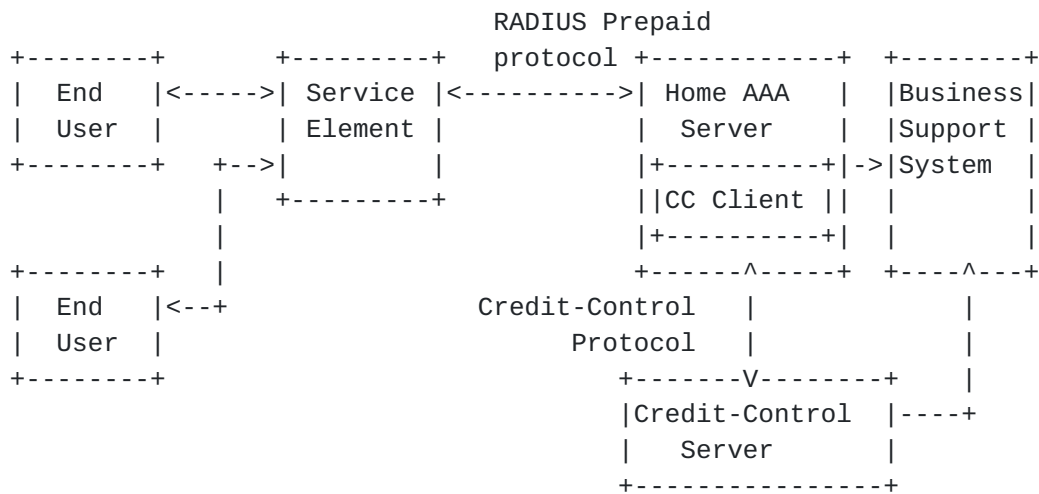 RADIUS Prepaid
+--------+       +---------+   protocol +------------+  +--------+
|  End   |<----->| Service |<---------->| Home AAA   |  |Business|
|  User  |       | Element |            |  Server    |  |Support |
+--------+   +-->|         |            |+----------+|->|System  |
             |   +---------+            ||CC Client ||  |        |
             |                          |+----------+|  |        |
+--------+   |                          +------^-----+  +----^---+
|  End   |<--+                Credit-Control   |             |
|  User  |                          Protocol   |             |
+--------+                             +-------V--------+    |
                                       |Credit-Control  |----+
                                       |   Server       |
                                       +----------------+